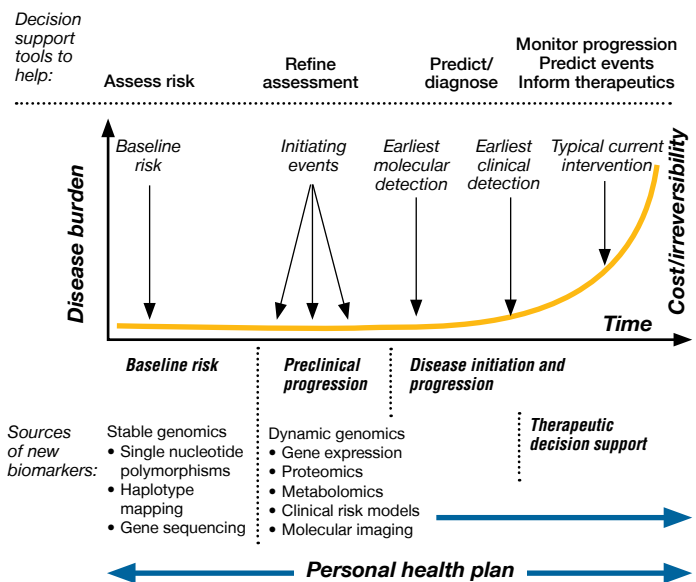 Decision
support
tools to
help:
Assess risk
Refine
assessment
Predict/
diagnose
Monitor progression
Predict events
Inform therapeutics
Disease burden
Baseline
risk
Initiating
events
Earliest
molecular
detection
Earliest
clinical
detection
Typical current
intervention
Cost/irreversibility
Time
Baseline risk
Preclinical
progression
Disease initiation and
progression
Therapeutic
decision support
Sources
of new
biomarkers:
Stable genomics
• Single nucleotide
polymorphisms
• Haplotype
mapping
• Gene sequencing
Dynamic genomics
• Gene expression
• Proteomics
• Metabolomics
• Clinical risk models
• Molecular imaging
Personal health plan